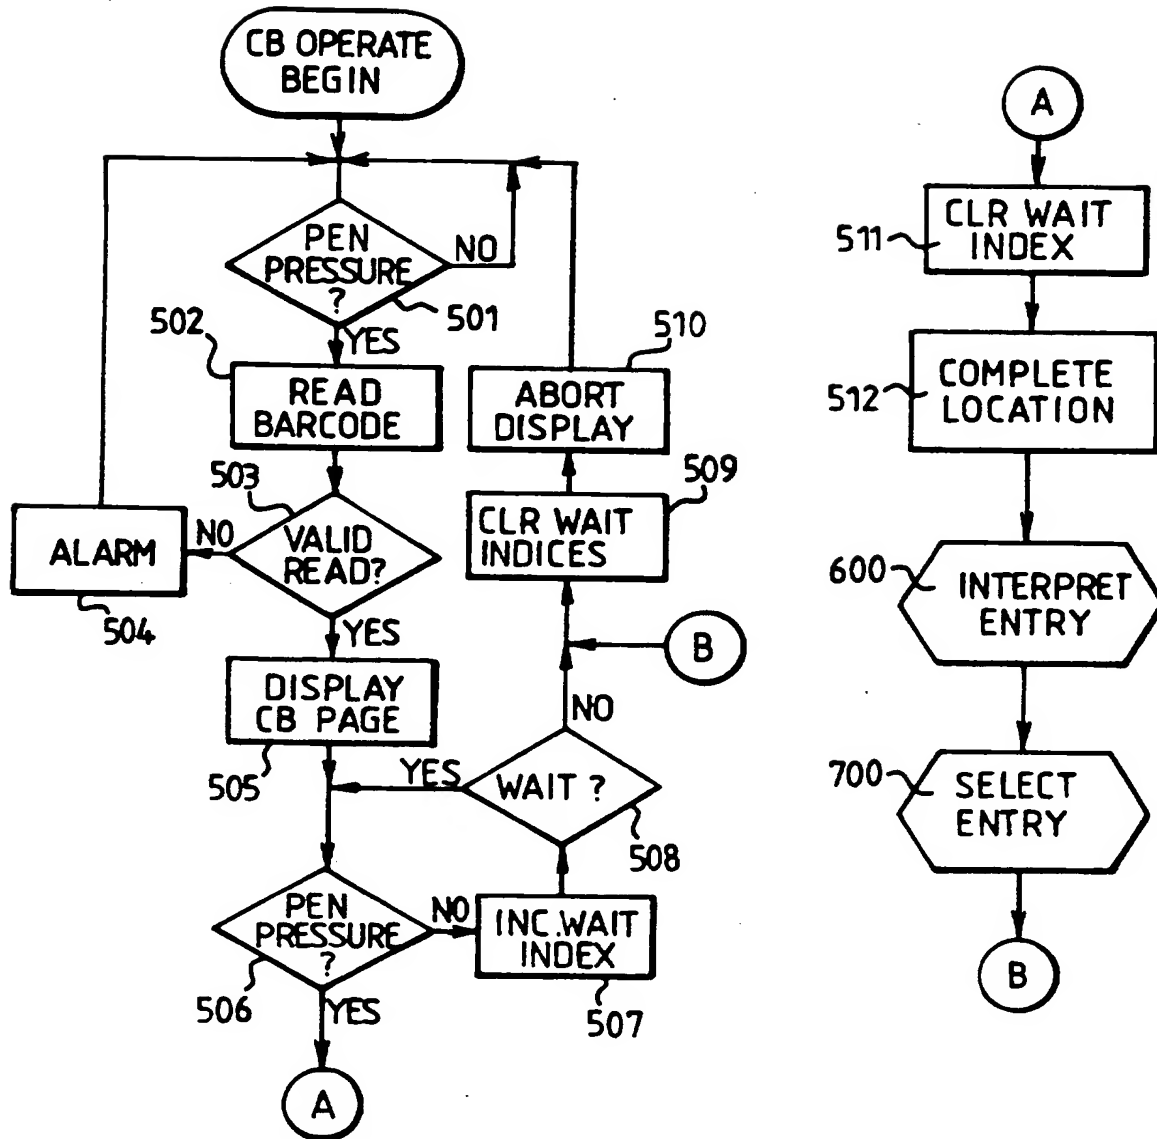 CB OPERATE
BEGIN
PEN
PRESSURE
?
NO
501
YES
502
READ
BARCODE
503
VALID
READ?
NO
ALARM
504
YES
DISPLAY
CB PAGE
505
PEN
PRESSURE
?
506
YES
A
NO
INC.WAIT
INDEX
507
WAIT ?
508
YES
NO
B
CLR WAIT
INDICES
509
ABORT
DISPLAY
510
A
CLR WAIT
INDEX
511
COMPLETE
LOCATION
512
INTERPRET
ENTRY
600
SELECT
ENTRY
700
B